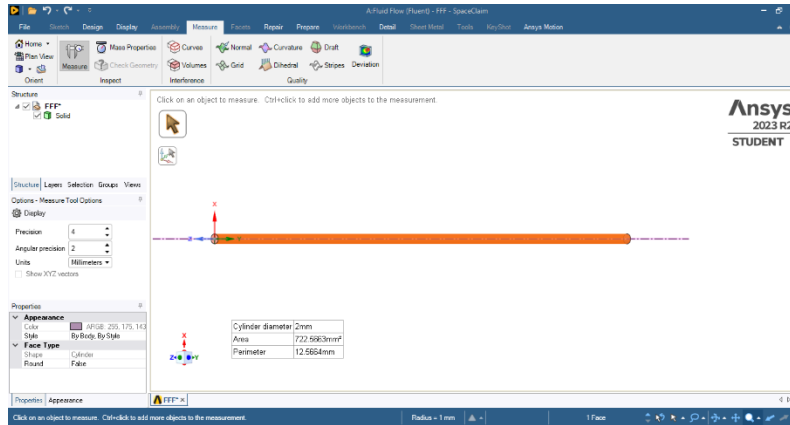 A:Fluid Flow (Fluent) - FFF - SpaceClaim
File Sketch Design Display Assembly Measure Facets Repair Prepare Workbench Detail Sheet Metal Tools KeyShot Ansys Motion
Home Mass Properties Curves Normal Curvature Draft
Plan View Measure Check Geometry Volumes Grid Dihedral Stripes Deviation
Orient Inspect Interference Quality
Structure
Click on an object to measure. Ctrl+click to add more objects to the measurement.
FFF*
Solid
Ansys
2023 R2
STUDENT
Structure Layers Selection Groups Views
Options - Measure Tool Options
Display
Precision 4
Angular precision 2
Units Millimeters
Show XYZ vectors
X
Z Y
Properties
Appearance
Color ARGB: 255, 175, 143
Style By Body, By Style
Face Type
Shape Cylinder
Round False
Cylinder diameter 2mm
Area 722.5663mm²
Perimeter 12.5664mm
X
Z Y
Properties Appearance
FFF* ×
Click on an object to measure. Ctrl+click to add more objects to the measurement. Radius = 1 mm 1 Face